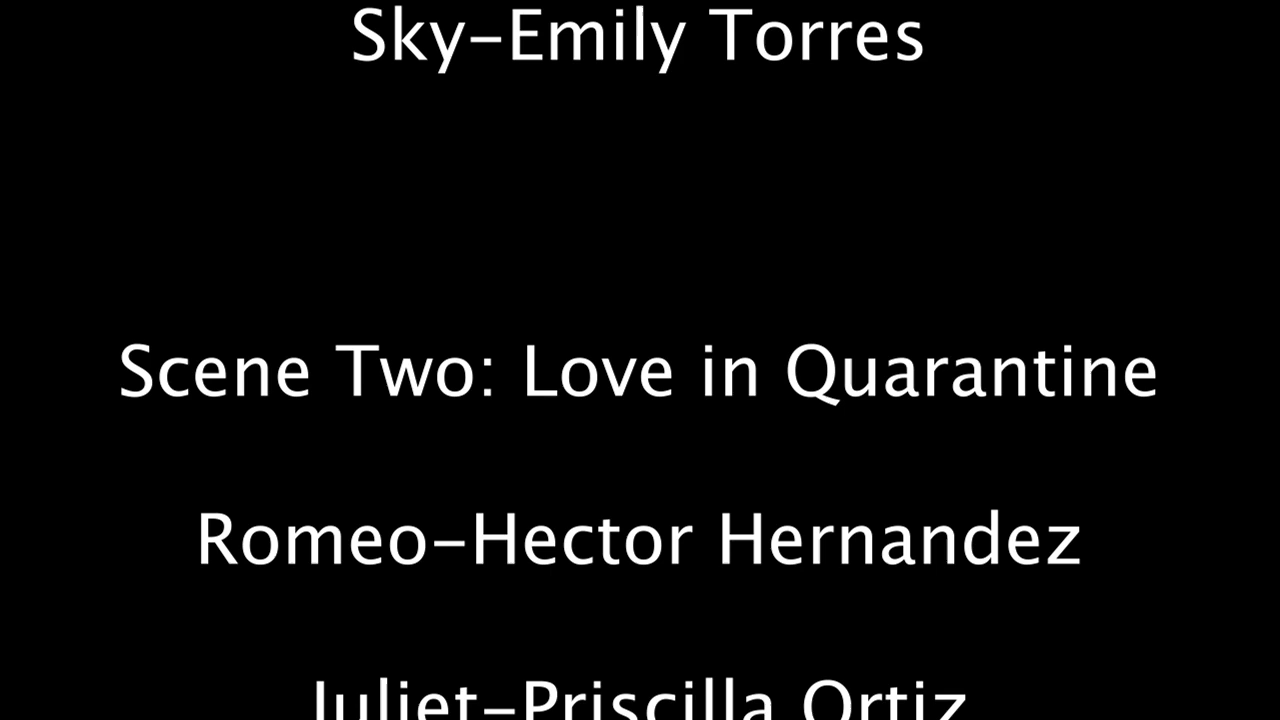 Sky–Emily Torres
Scene Two: Love in Quarantine
Romeo–Hector Hernandez
Juliet–Priscilla Ortiz